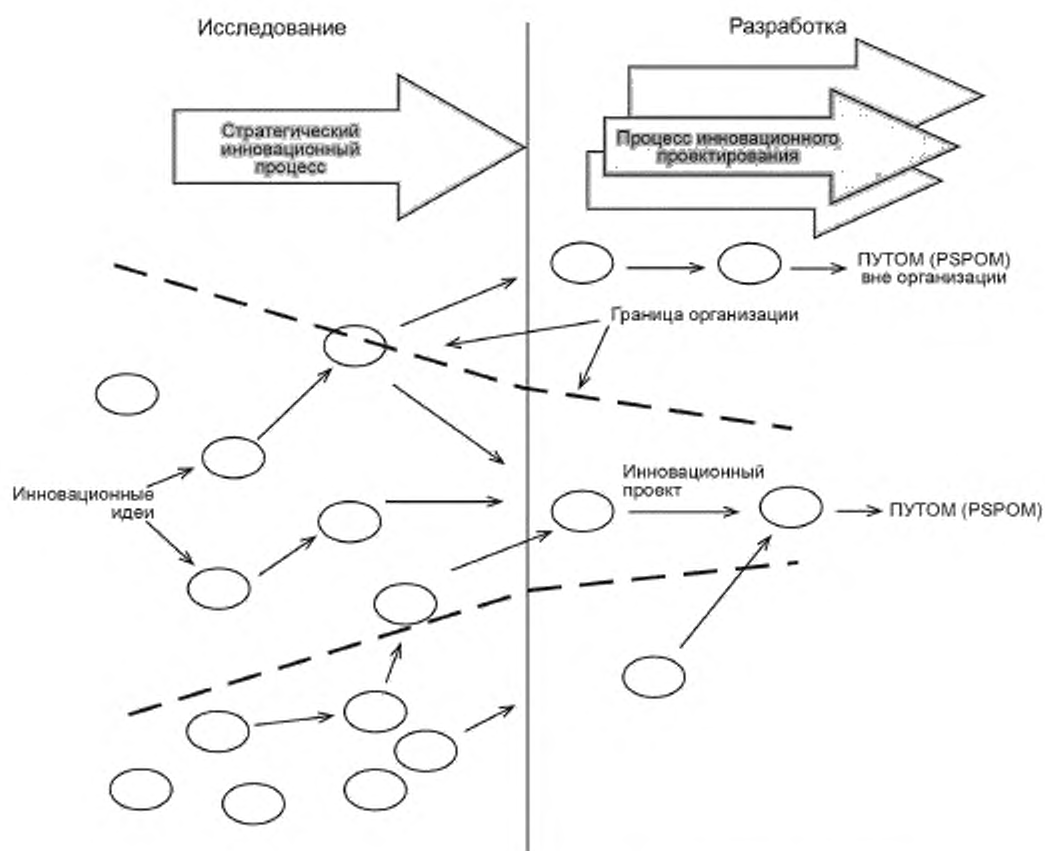 Исследование
Разработка
Стратегический
инновационный
процесс
Процесс инновационного
проектирования
ПУТОМ (PSPOM)
вне организации
Граница организации
Инновационные
идеи
Инновационный
проект
ПУТОМ (PSPOM)